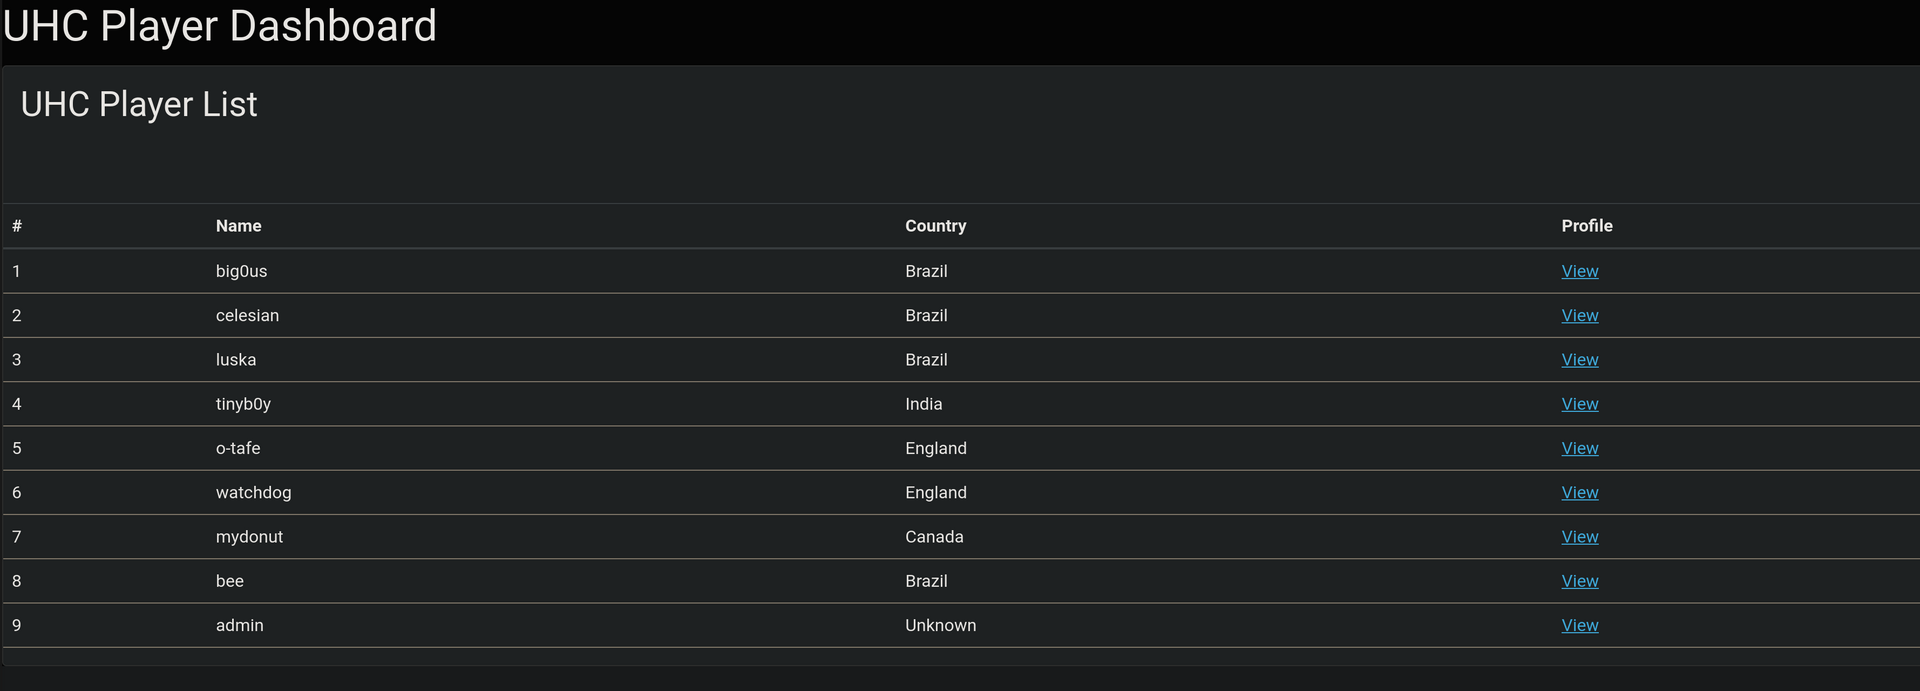 UHC Player Dashboard
UHC Player List
# Name Country Profile
1 big0us Brazil View
2 celesian Brazil View
3 luska Brazil View
4 tinyb0y India View
5 o-tafe England View
6 watchdog England View
7 mydonut Canada View
8 bee Brazil View
9 admin Unknown View